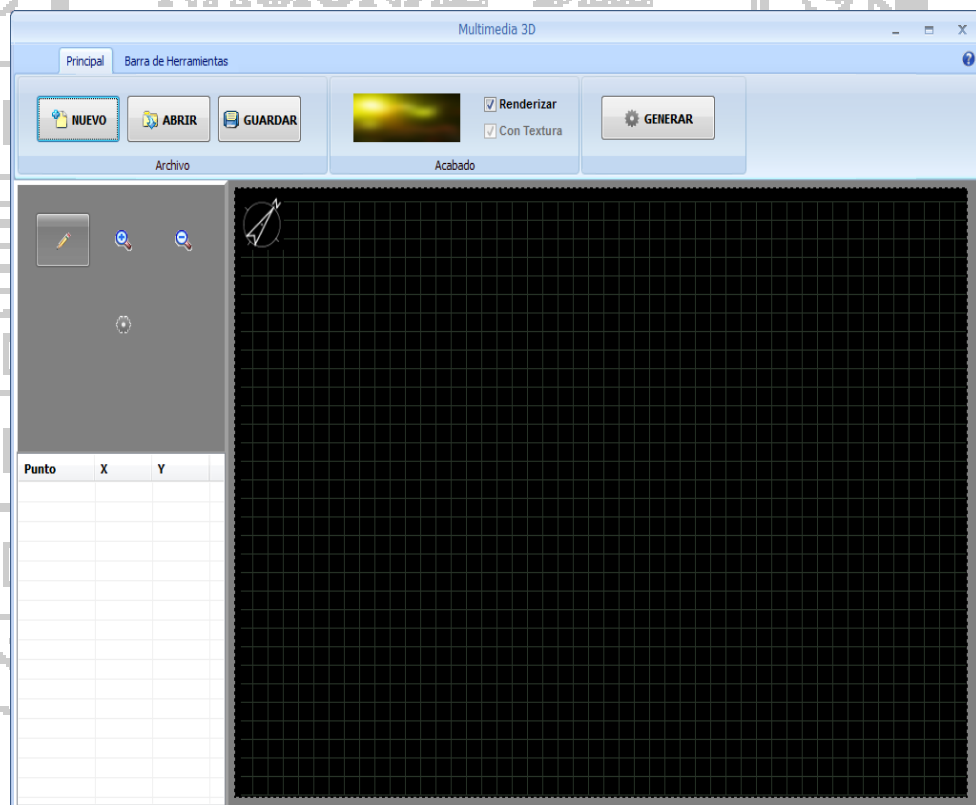 Multimedia 3D
Principal Barra de Herramientas
NUEVO ABRIR GUARDAR
Renderizar
Con Textura
GENERAR
Archivo Acabado
Punto X Y